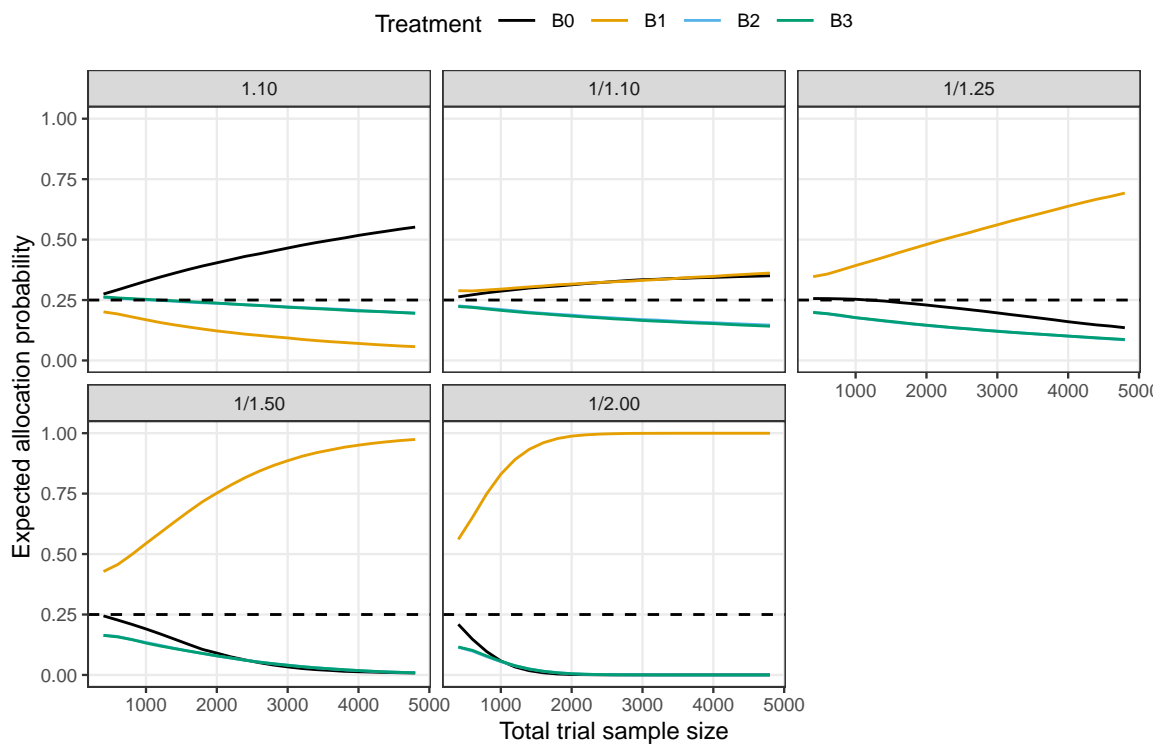 Treatment B0 B1 B2 B3
1.10 1/1.10 1/1.25
1.00
0.75
0.50
0.25
0.00
1000 2000 3000 4000 5000
1/1.50 1/2.00
1.00
0.75
0.50
0.25
0.00
1000 2000 3000 4000 5000 1000 2000 3000 4000 5000
Expected allocation probability
Total trial sample size